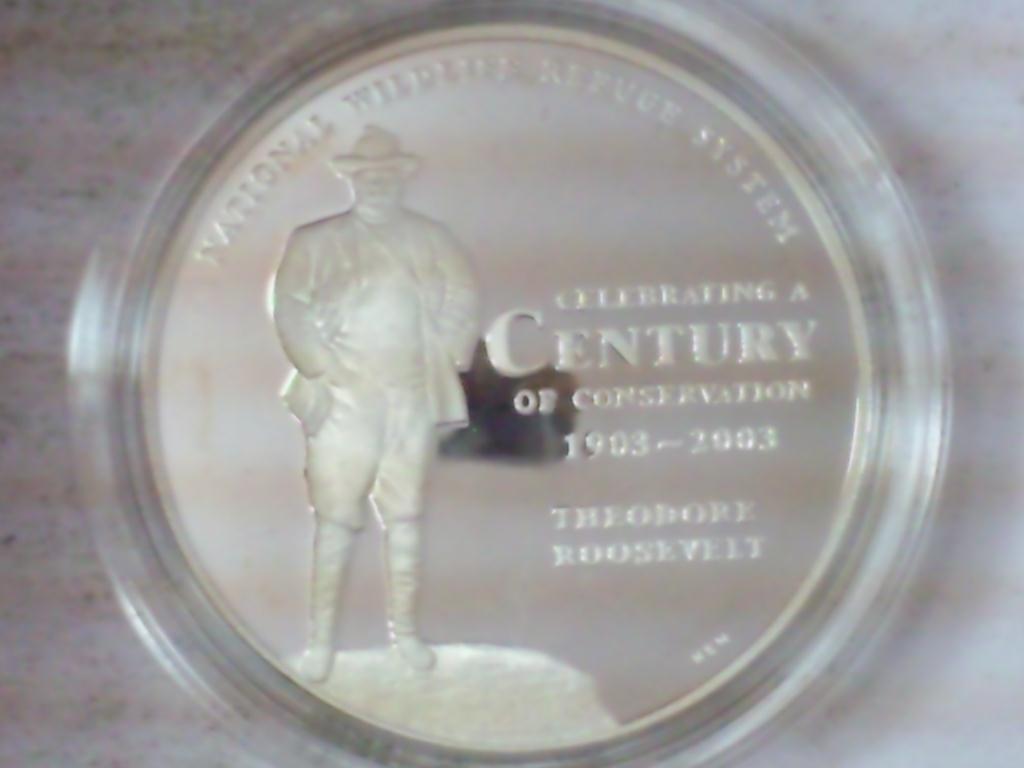 NATIONAL WILDLIFE REFUGE SYSTEM
CELEBRATING A
CENTURY
OF CONSERVATION
1903-2003
THEODORE
ROOSEVELT